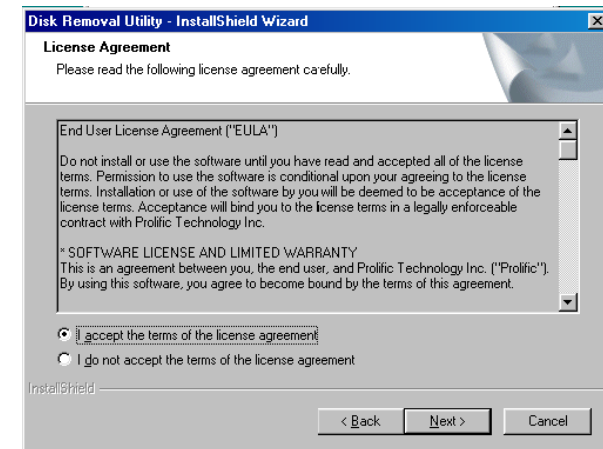 Disk Removal Utility - InstallShield Wizard
License Agreement
Please read the following license agreement carefully.
End User License Agreement ("EULA")
Do not install or use the software until you have read and accepted all of the license
terms. Permission to use the software is conditional upon your agreeing to the license
terms. Installation or use of the software by you will be deemed to be acceptance of the
license terms. Acceptance will bind you to the license terms in a legally enforceable
contract with Prolific Technology Inc.
* SOFTWARE LICENSE AND LIMITED WARRANTY
This is an agreement between you, the end user, and Prolific Technology Inc. ("Prolific").
By using this software, you agree to become bound by the terms of this agreement.
I accept the terms of the license agreement
I do not accept the terms of the license agreement
InstallShield
< Back
Next >
Cancel